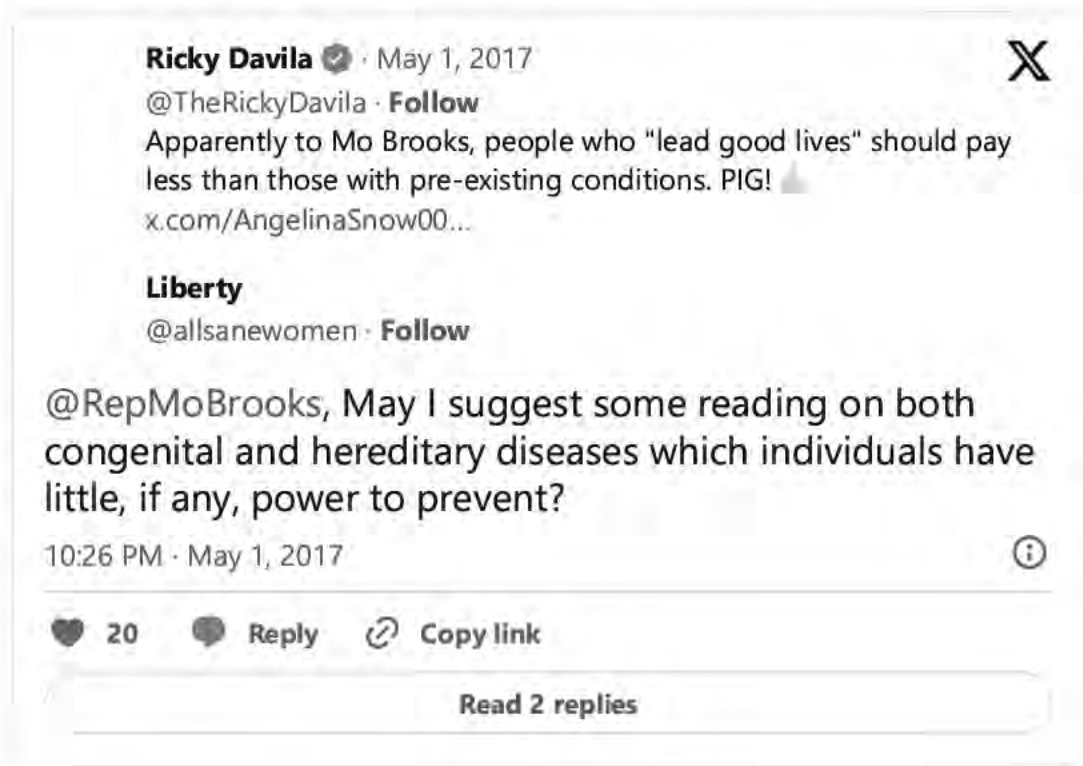 Ricky Davila · May 1, 2017
@TheRickyDavila · Follow
Apparently to Mo Brooks, people who "lead good lives" should pay
less than those with pre-existing conditions. PIG!
x.com/AngelinaSnow00...
Liberty
@allsanewomen · Follow
@RepMoBrooks, May I suggest some reading on both
congenital and hereditary diseases which individuals have
little, if any, power to prevent?
10:26 PM · May 1, 2017
20 Reply Copy link
Read 2 replies